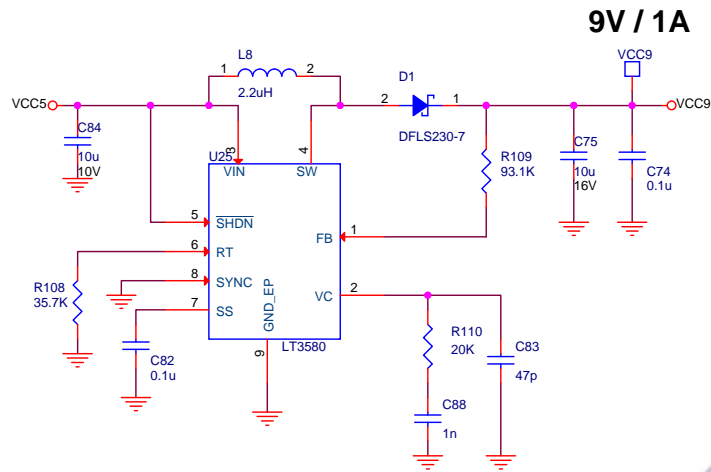 9V / 1A
VCC9
L8
1 2
2.2uH
D1
2 1
DFLS230-7
VCC5
VCC9
C84
10u
10V
U25
3
4
VIN
SW
R109
93.1K
C75
10u
16V
C74
0.1u
5
SHDN
FB
1
6
RT
8
SYNC
7
SS
GND_EP
VC
2
R108
35.7K
9
LT3580
C82
0.1u
R110
20K
C83
47p
C88
1n